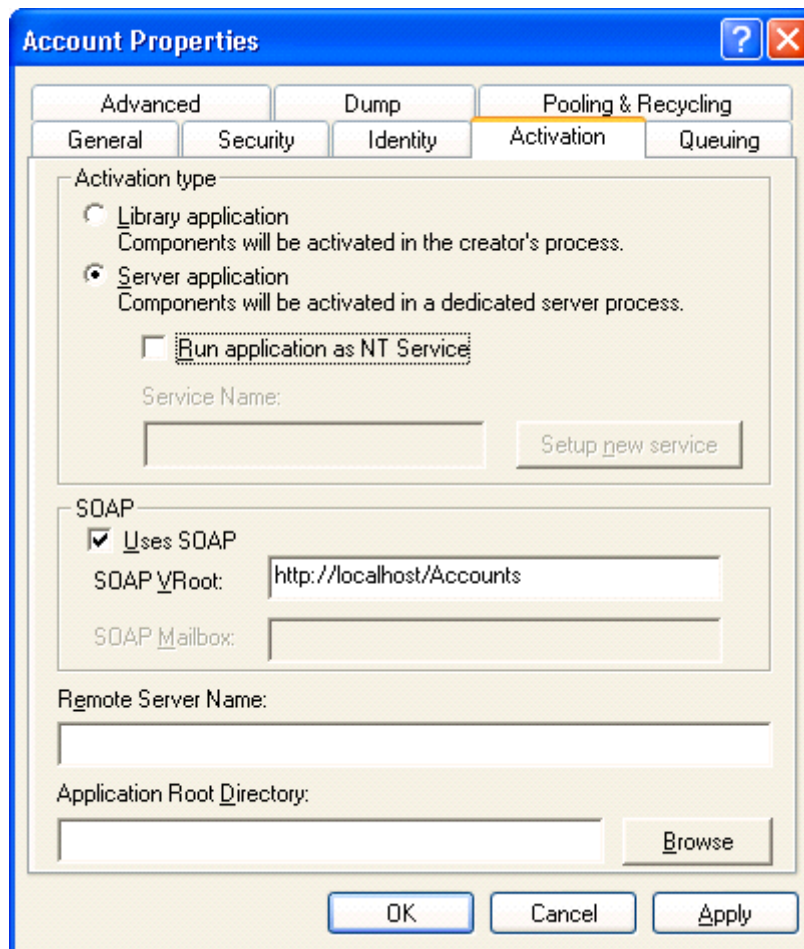 Account Properties
Advanced Dump Pooling & Recycling
General Security Identity Activation Queuing
Activation type
Library application
Components will be activated in the creator's process.
Server application
Components will be activated in a dedicated server process.
Run application as NT Service
Service Name:
Setup new service
SOAP
Uses SOAP
SOAP VRoot: http://localhost/Accounts
SOAP Mailbox:
Remote Server Name:
Application Root Directory:
Browse
OK Cancel Apply